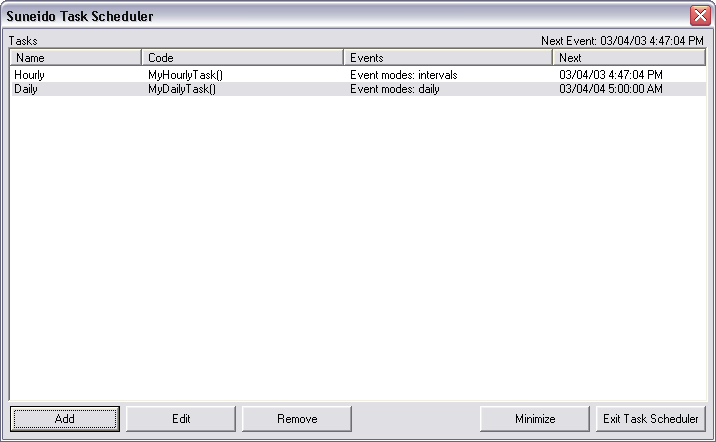 Suneido Task Scheduler
Tasks Next Event: 03/04/03 4:47:04 PM
Name Code Events Next
Hourly MyHourlyTask() Event modes: intervals 03/04/03 4:47:04 PM
Daily MyDailyTask() Event modes: daily 03/04/04 5:00:00 AM
Add Edit Remove Minimize Exit Task Scheduler